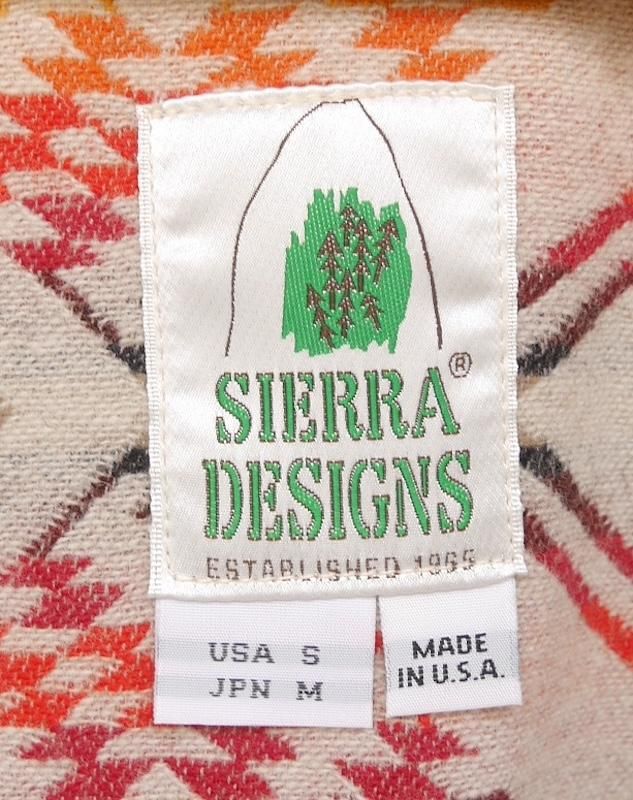 SIERRA®
DESIGNS
ESTABLISHED 1965
USA S
JPN M
MADE
IN U.S.A.